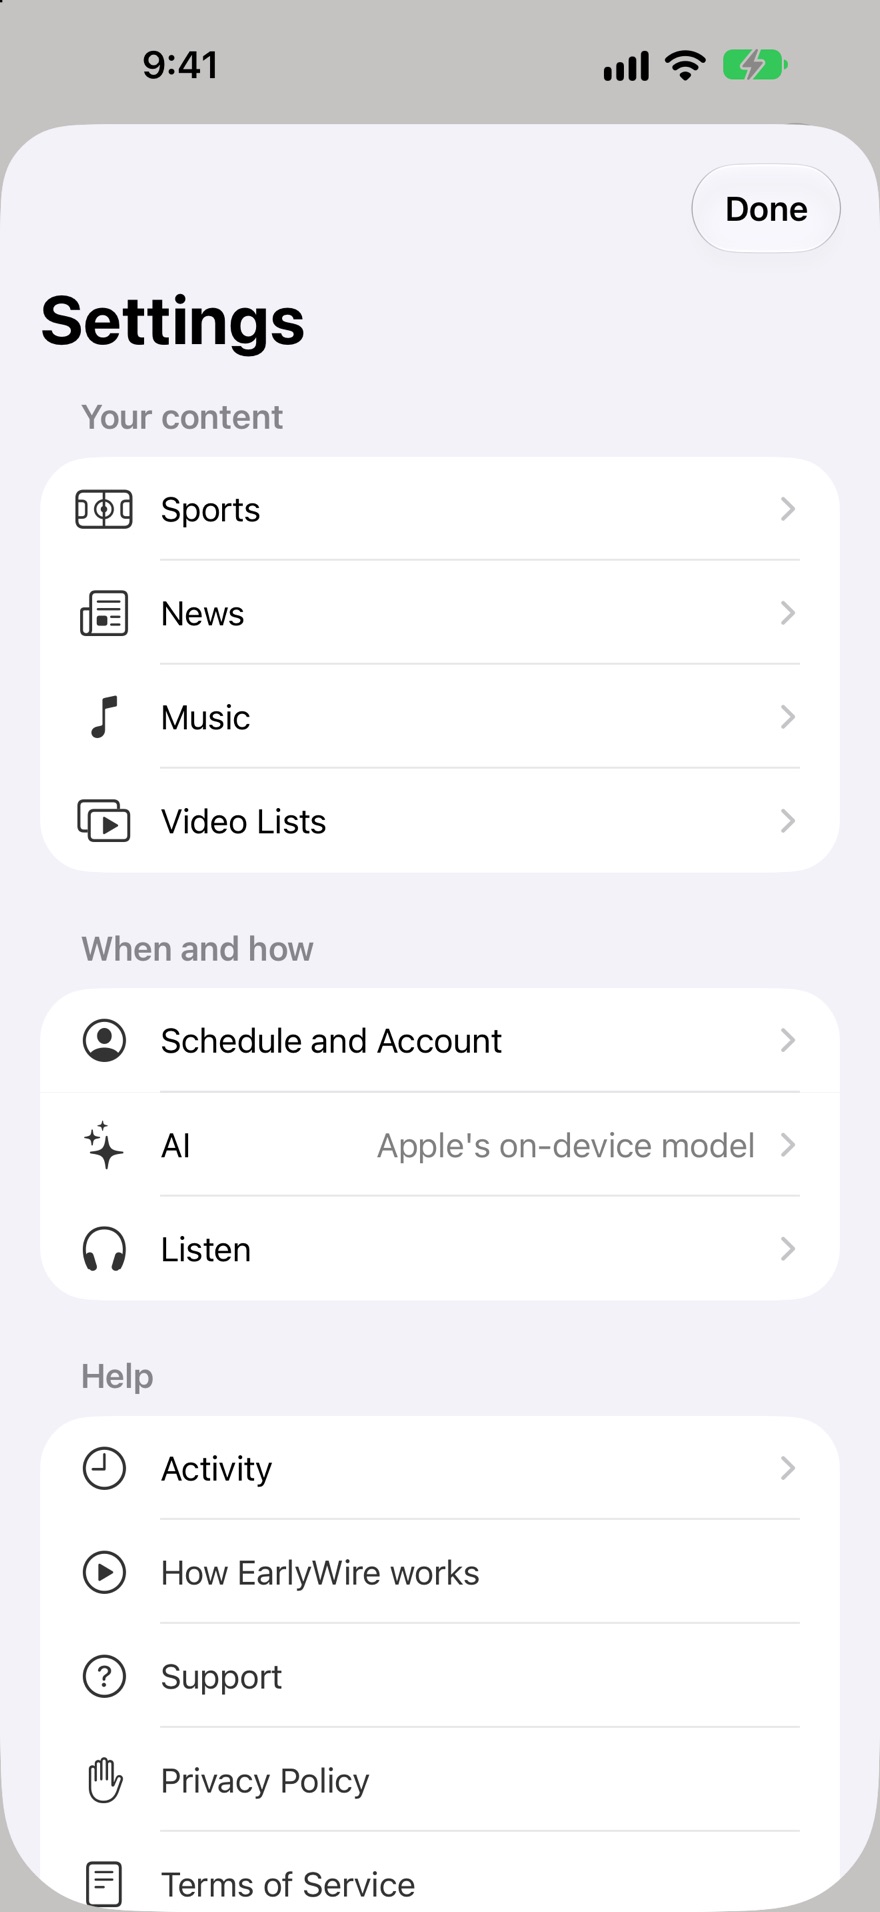 9:41
Done
Settings
Your content
Sports
News
Music
Video Lists
When and how
Schedule and Account
AI Apple's on-device model
Listen
Help
Activity
How EarlyWire works
Support
Privacy Policy
Terms of Service